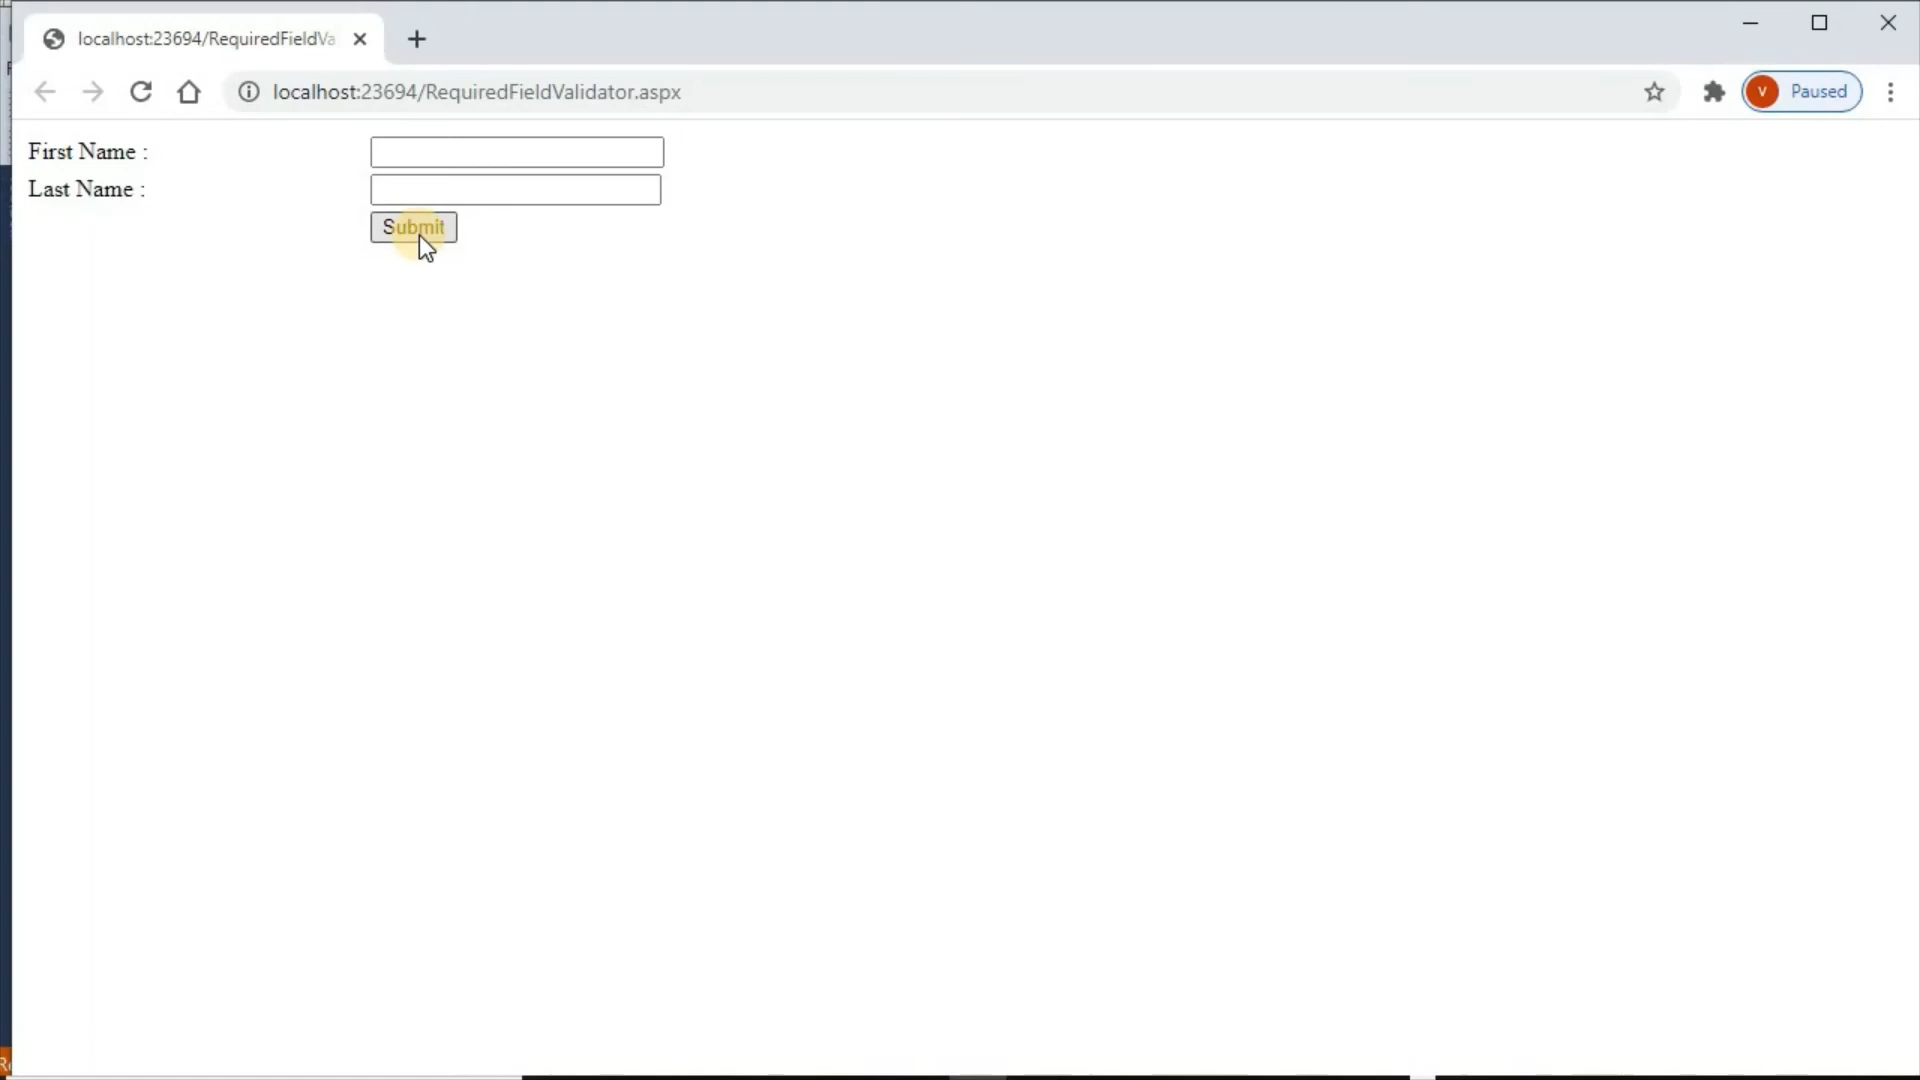 localhost:23694/RequiredFieldVa
localhost:23694/RequiredFieldValidator.aspx
V
Paused
First Name :
Last Name :
Submit